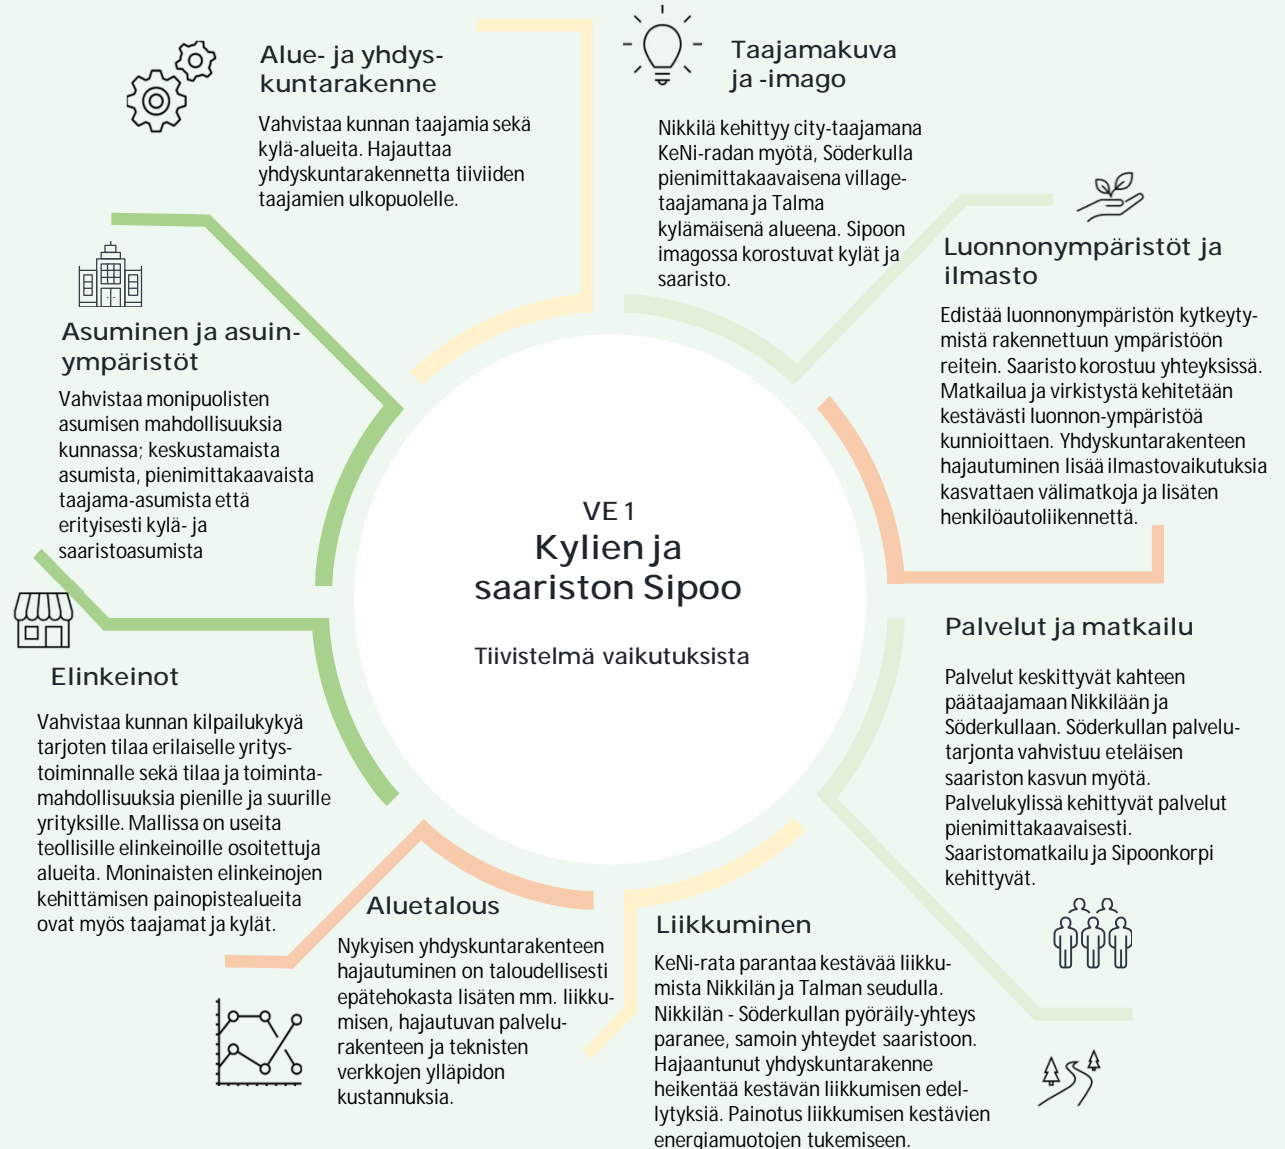 Alue- ja yhdys-
kuntarakenne
Vahvistaa kunnan taajamia sekä
kylä-alueita. Hajauttaa
yhdyskuntarakennetta tiiviiden
taajamien ulkopuolelle.
Taajamakuva
ja -imago
Nikkilä kehittyy city-taajamana
KeNi-radan myötä, Söderkulla
pienimittakaavaisena village-
taajamana ja Talma
kylämäisenä alueena. Sipoon
imagossa korostuvat kylät ja
saaristo.
Luonnonympäristöt ja
ilmasto
Edistää luonnonympäristön kytkeyty-
mistä rakennettuun ympäristöön
reitein. Saaristo korostuu yhteyksissä.
Matkailua ja virkistystä kehitetään
kestävästi luonnon-ympäristöä
kunnioittaen. Yhdyskuntarakenteen
hajautuminen lisää ilmastovaikutuksia
kasvattaen välimatkoja ja lisäten
henkilöautoliikennettä.
Asuminen ja asuin-
ympäristöt
Vahvistaa monipuolisten
asumisen mahdollisuuksia
kunnassa; keskustamaista
asumista, pienimittakaavaista
taajama-asumista että
erityisesti kylä- ja
saaristoasumista
VE 1
Kylien ja
saariston Sipoo
Tiivistelmä vaikutuksista
Palvelut ja matkailu
Palvelut keskittyvät kahteen
päätaajamaan Nikkilään ja
Söderkullaan. Söderkullan palvelu-
tarjonta vahvistuu eteläisen
saariston kasvun myötä.
Palvelukylissä kehittyvät palvelut
pienimittakaavaisesti.
Saaristomatkailu ja Sipoonkorpi
kehittyvät.
Elinkeinot
Vahvistaa kunnan kilpailukykyä
tarjoten tilaa erilaiselle yritys-
toiminnalle sekä tilaa ja toiminta-
mahdollisuuksia pienille ja suurille
yrityksille. Mallissa on useita
teollisille elinkeinoille osoitettuja
alueita. Moninaisten elinkeinojen
kehittämisen painopistealueita
ovat myös taajamat ja kylät.
Aluetalous
Nykyisen yhdyskuntarakenteen
hajautuminen on taloudellisesti
epätehokasta lisäten mm. liikku-
misen, hajautuvan palvelu-
rakenteen ja teknisten
verkkojen ylläpidon
kustannuksia.
Liikkuminen
KeNi-rata parantaa kestävää liikku-
mista Nikkilän ja Talman seudulla.
Nikkilän - Söderkullan pyöräily-yhteys
paranee, samoin yhteydet saaristoon.
Hajaantunut yhdyskuntarakenne
heikentää kestävän liikkumisen edel-
lytyksiä. Painotus liikkumisen kestävien
energiamuotojen tukemiseen.